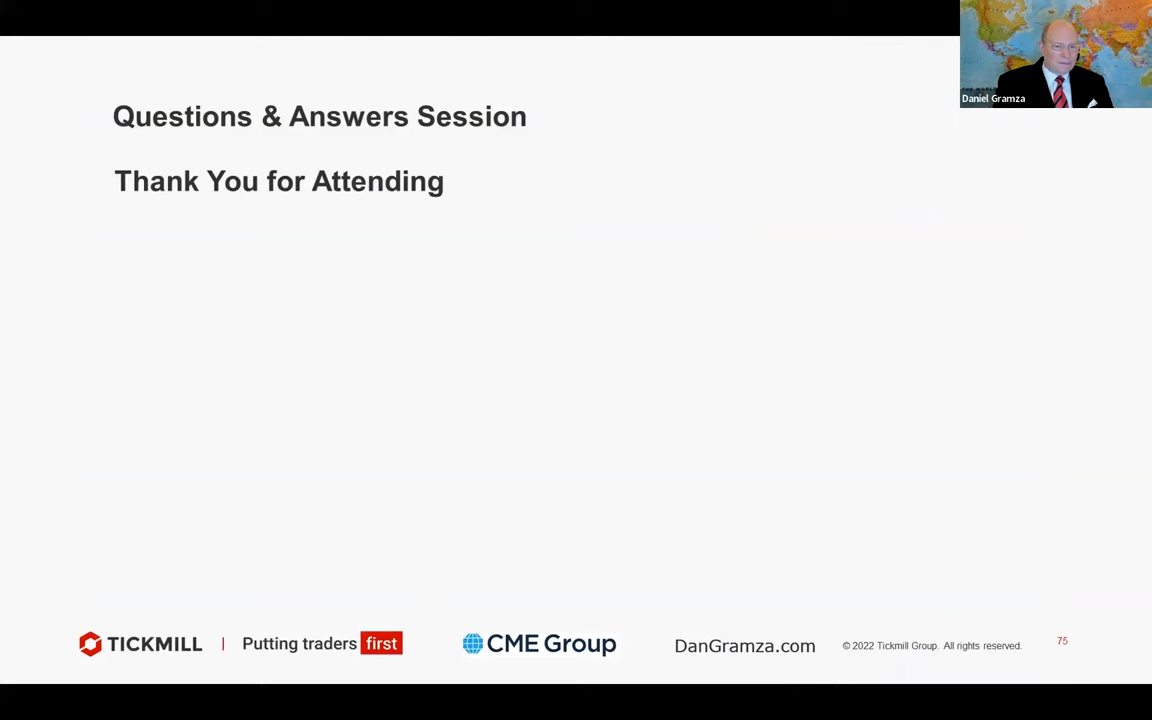 Daniel Gramza
Questions & Answers Session
Thank You for Attending
TICKMILL | Putting traders first
CME Group
DanGramza.com
© 2022 Tickmill Group. All rights reserved.
75